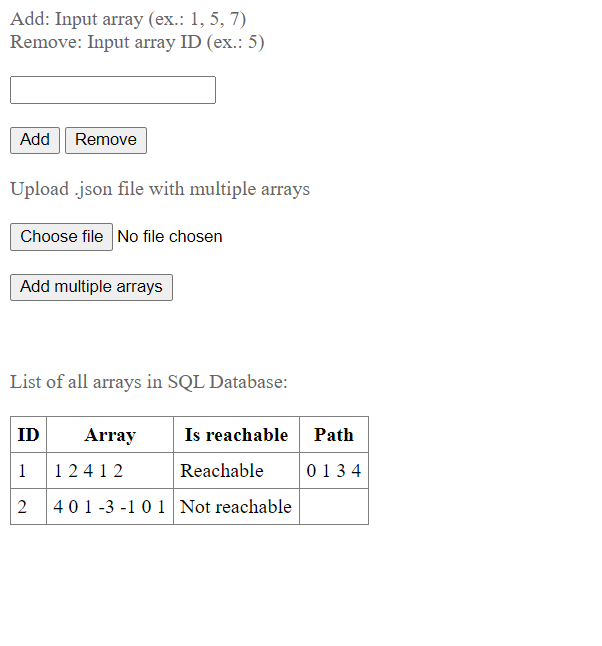 Add: Input array (ex.: 1, 5, 7)
Remove: Input array ID (ex.: 5)
Add Remove
Upload .json file with multiple arrays
Choose file No file chosen
Add multiple arrays
List of all arrays in SQL Database:
ID Array Is reachable Path
1 1 2 4 1 2 Reachable 0 1 3 4
2 4 0 1 -3 -1 0 1 Not reachable